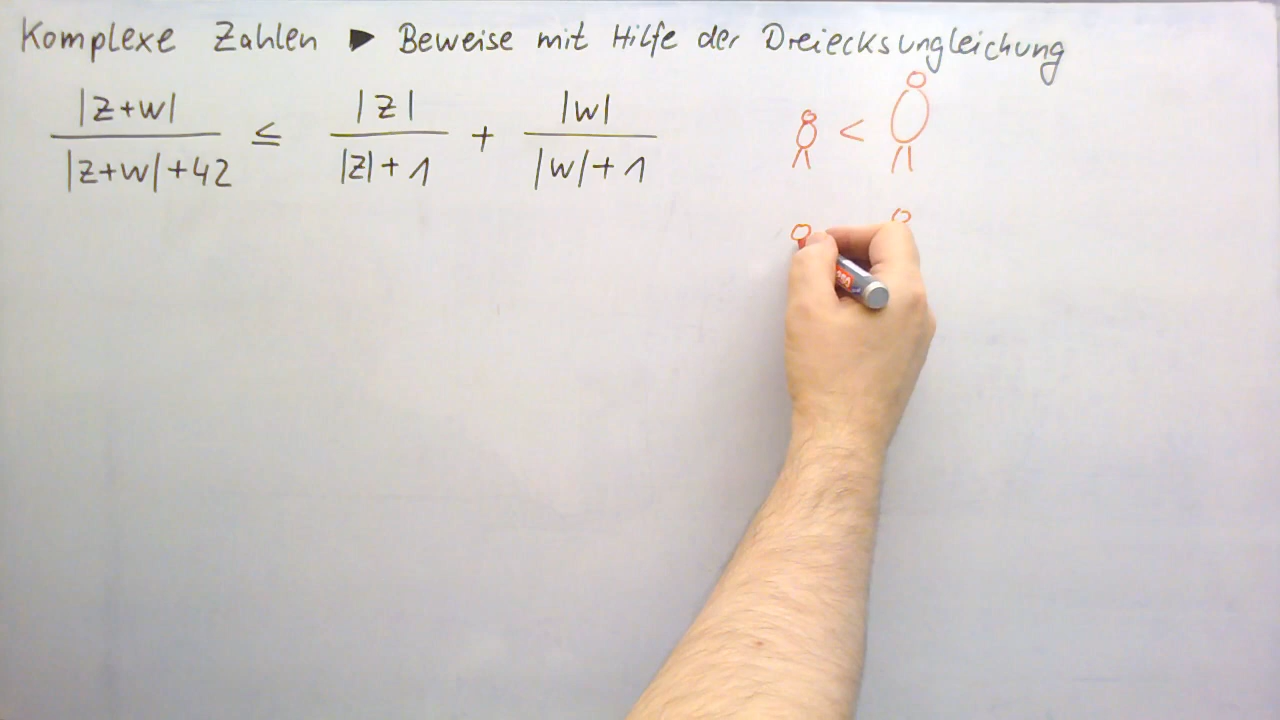 Komplexe Zahlen ► Beweise mit Hilfe der Dreiecksungleichung
|z+w| / (|z+w|+42) ≤ |z| / (|z|+1) + |w| / (|w|+1)
<